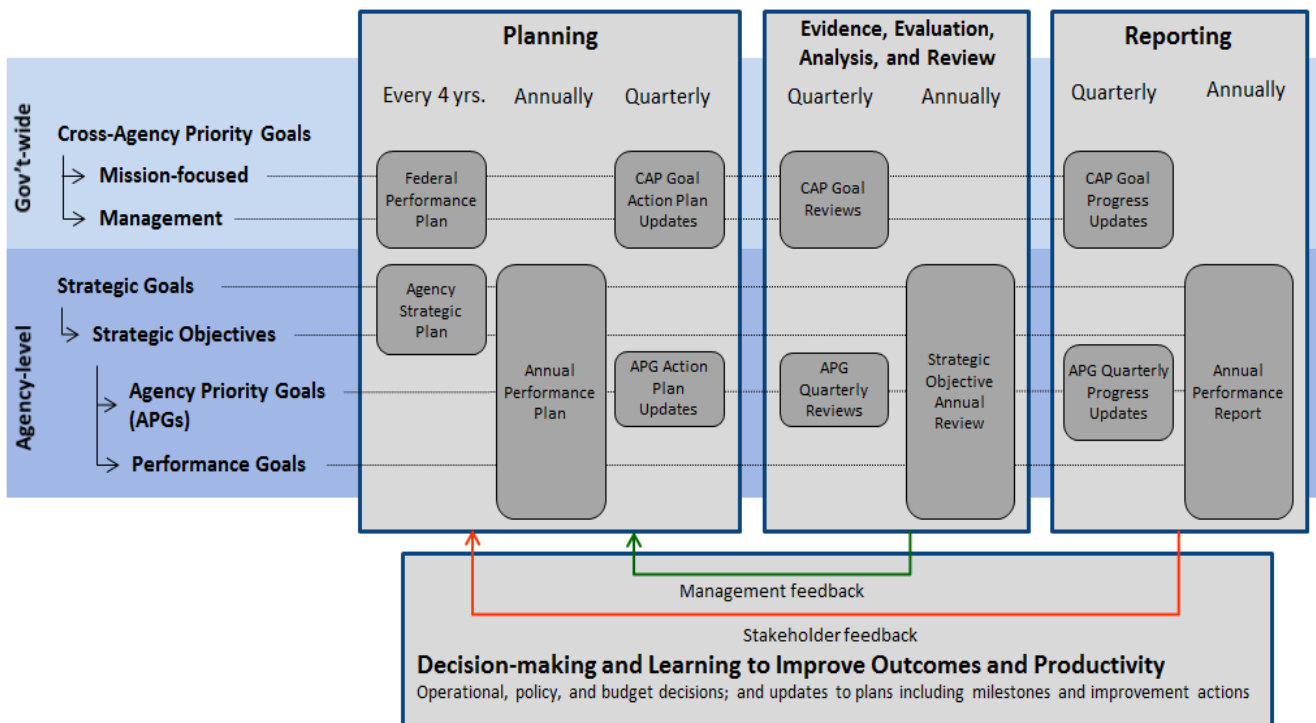 Planning
Evidence, Evaluation,
Analysis, and Review
Reporting
Every 4 yrs.
Annually
Quarterly
Quarterly
Annually
Quarterly
Annually
Gov't-wide
Cross-Agency Priority Goals
Mission-focused
Management
Federal
Performance
Plan
CAP Goal
Action Plan
Updates
CAP Goal
Reviews
CAP Goal
Progress
Updates
Agency-level
Strategic Goals
Strategic Objectives
Agency Priority Goals
(APGs)
Performance Goals
Agency
Strategic
Plan
Annual
Performance
Plan
APG Action
Plan
Updates
APG
Quarterly
Reviews
Strategic
Objective
Annual
Review
APG Quarterly
Progress
Updates
Annual
Performance
Report
Management feedback
Stakeholder feedback
Decision-making and Learning to Improve Outcomes and Productivity
Operational, policy, and budget decisions; and updates to plans including milestones and improvement actions